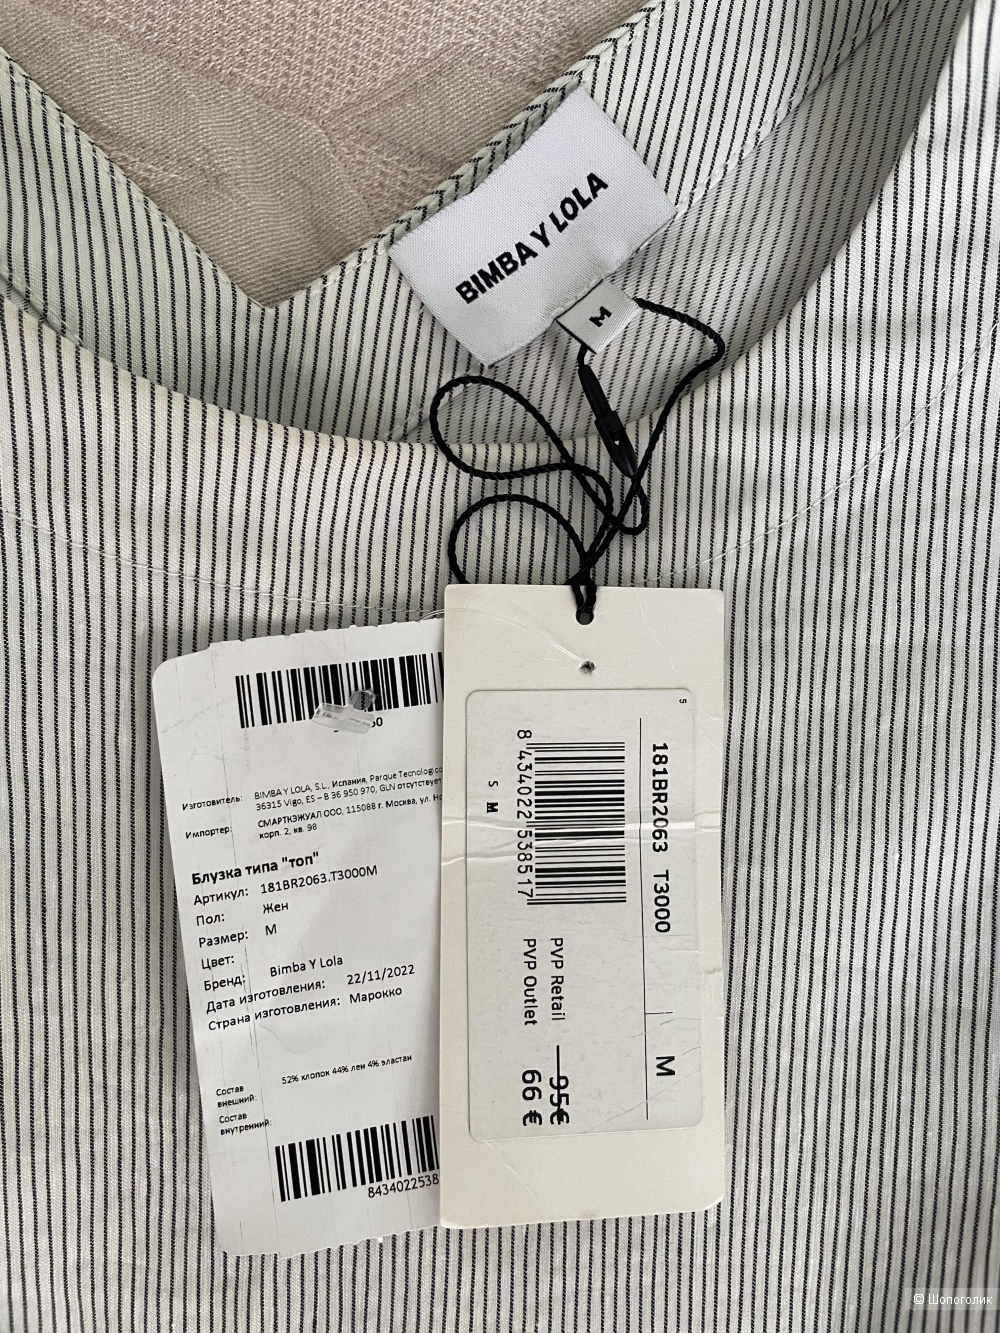 BIMBA Y LOLA
M
50
Изготовитель: BIMBA Y LOLA, S.L., Испания, Parque Tecnologico
36315 Vigo, ES – B 36 950 970, GLN отсутствует
Импортер: СМАРТКЭЖУАЛ ООО, 115088 г. Москва, ул.
корп. 2, кв. 98
Блузка типа "топ"
Артикул: 181BR2063.T3000M
Пол: Жен
Размер: M
Цвет:
Бренд: Bimba Y Lola
Дата изготовления: 22/11/2022
Страна изготовления: Марокко
Состав внешний: 52% хлопок 44% лен 4% эластан
Состав
внутренний:
8434022538
5
181BR2063 T3000 M
8 434022 538517
S M
PVP Retail 95€
PVP Outlet 66 €
© Шопоголик